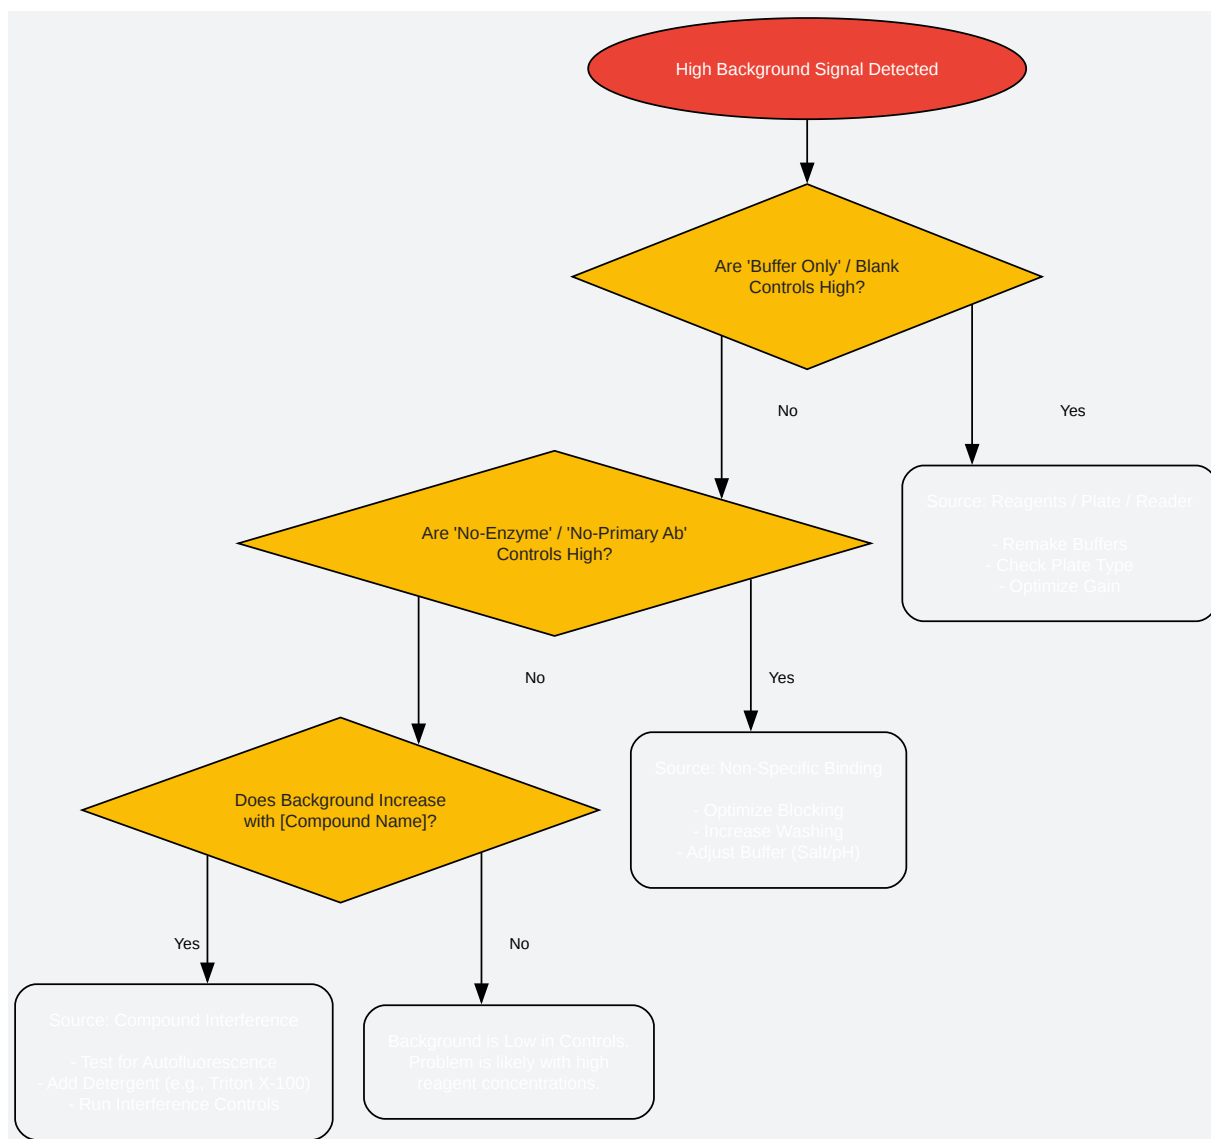 High Background Signal Detected
Are 'Buffer Only' / Blank
Controls High?
No
Yes
Source: Reagents / Plate / Reader
- Remake Buffers
- Check Plate Type
- Optimize Gain
Are 'No-Enzyme' / 'No-Primary Ab'
Controls High?
No
Yes
Source: Non-Specific Binding
- Optimize Blocking
- Increase Washing
- Adjust Buffer (Salt/pH)
Does Background Increase
with [Compound Name]?
Yes
No
Source: Compound Interference
- Test for Autofluorescence
- Add Detergent (e.g., Triton X-100)
- Run Interference Controls
Background is Low in Controls.
Problem is likely with high
reagent concentrations.